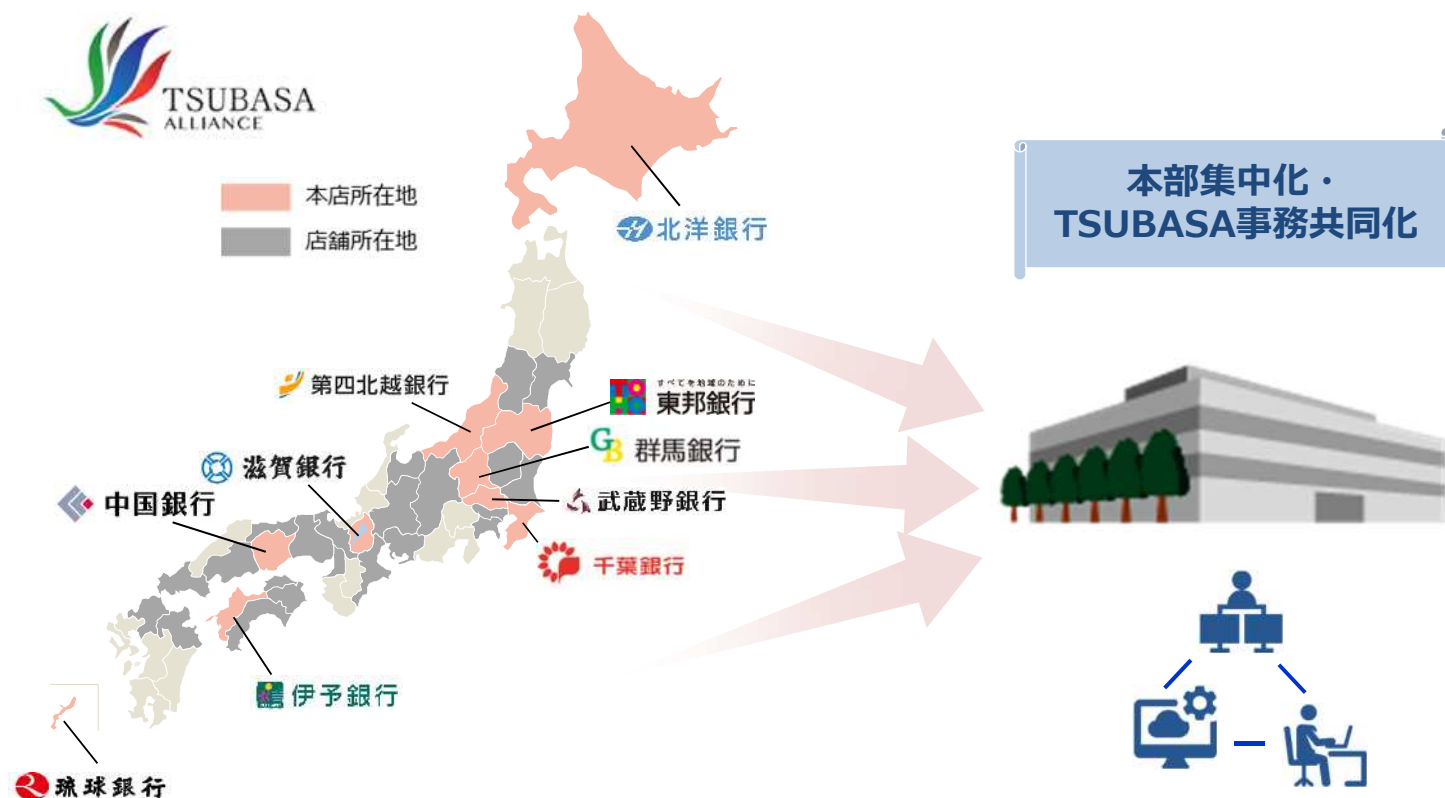 TSUBASA
ALLIANCE
本店所在地
店舗所在地
北洋銀行
本部集中化・
TSUBASA事務共同化
第四北越銀行
すべてを地域のために
東邦銀行
TOHO
GB 群馬銀行
滋賀銀行
中国銀行
武蔵野銀行
千葉銀行
伊予銀行
琉球銀行